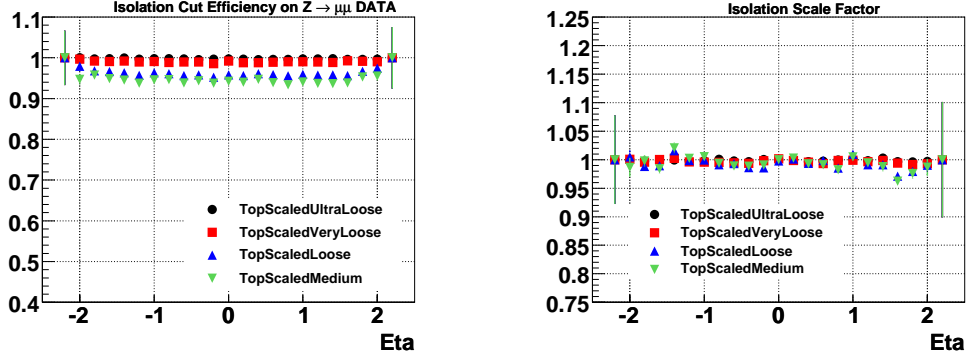 Isolation Cut Efficiency on Z → μμ DATA
1.1
1
0.9
0.8
0.7
0.6
0.5
0.4
-2
-1
0
1
2
Eta
TopScaledUltraLoose
TopScaledVeryLoose
TopScaledLoose
TopScaledMedium
Isolation Scale Factor
1.25
1.2
1.15
1.1
1.05
1
0.95
0.9
0.85
0.8
0.75
-2
-1
0
1
2
Eta
TopScaledUltraLoose
TopScaledVeryLoose
TopScaledLoose
TopScaledMedium